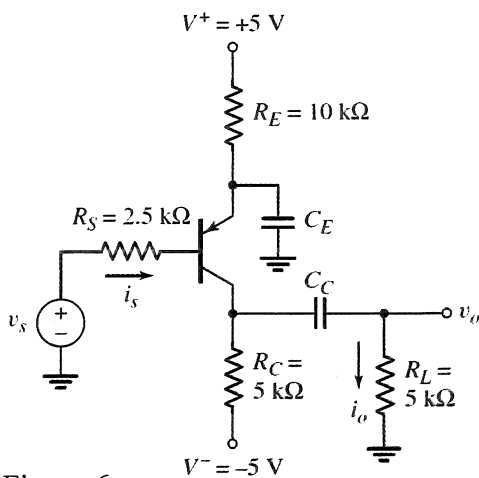 V⁺ = +5 V
R_E = 10 kΩ
R_S = 2.5 kΩ
C_E
i_s
C_C
v_s
+
−
v_o
R_C =
5 kΩ
i_o
R_L =
5 kΩ
V⁻ = −5 V